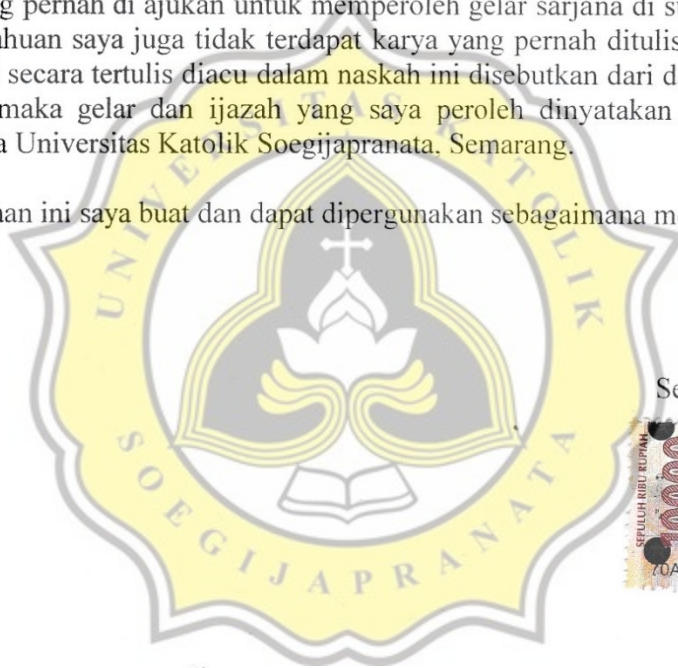 pernah di ajukan untuk memperoleh gelar sarjana di
saya juga tidak terdapat karya yang pernah ditulis
secara tertulis diacu dalam naskah ini disebutkan dari
maka gelar dan ijazah yang saya peroleh dinyatakan
Universitas Katolik Soegijapranata, Semarang.
ini saya buat dan dapat dipergunakan sebagaimana
UNIVERSITAS KATOLIK
SOEGIJAPRANATA
SEPULUH RIBU RUPIAH